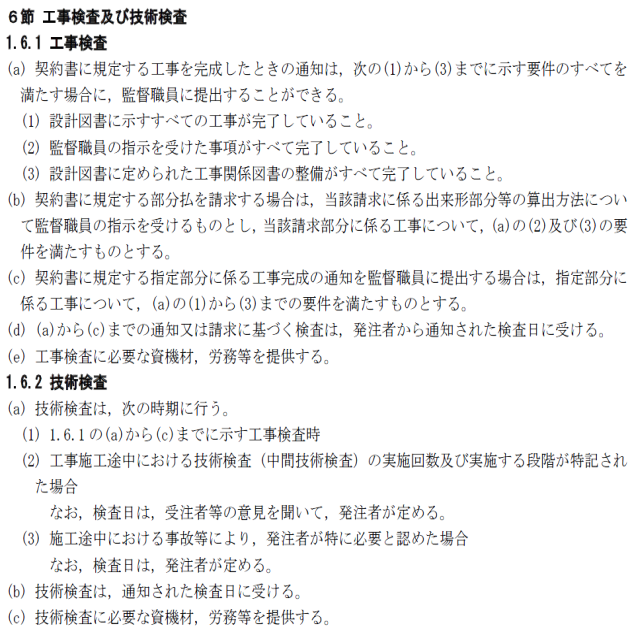 ６節 工事検査及び技術検査
1.6.1 工事検査
(a) 契約書に規定する工事を完成したときの通知は，次の(1)から(3)までに示す要件のすべてを
満たす場合に，監督職員に提出することができる。
(1) 設計図書に示すすべての工事が完了していること。
(2) 監督職員の指示を受けた事項がすべて完了していること。
(3) 設計図書に定められた工事関係図書の整備がすべて完了していること。
(b) 契約書に規定する部分払を請求する場合は，当該請求に係る出来形部分等の算出方法につい
て監督職員の指示を受けるものとし，当該請求部分に係る工事について，(a)の(2)及び(3)の要
件を満たすものとする。
(c) 契約書に規定する指定部分に係る工事完成の通知を監督職員に提出する場合は，指定部分に
係る工事について，(a)の(1)から(3)までの要件を満たすものとする。
(d) (a)から(c)までの通知又は請求に基づく検査は，発注者から通知された検査日に受ける。
(e) 工事検査に必要な資機材，労務等を提供する。
1.6.2 技術検査
(a) 技術検査は，次の時期に行う。
(1) 1.6.1の(a)から(c)までに示す工事検査時
(2) 工事施工途中における技術検査（中間技術検査）の実施回数及び実施する段階が特記され
た場合
なお，検査日は，受注者等の意見を聞いて，発注者が定める。
(3) 施工途中における事故等により，発注者が特に必要と認めた場合
なお，検査日は，発注者が定める。
(b) 技術検査は，通知された検査日に受ける。
(c) 技術検査に必要な資機材，労務等を提供する。